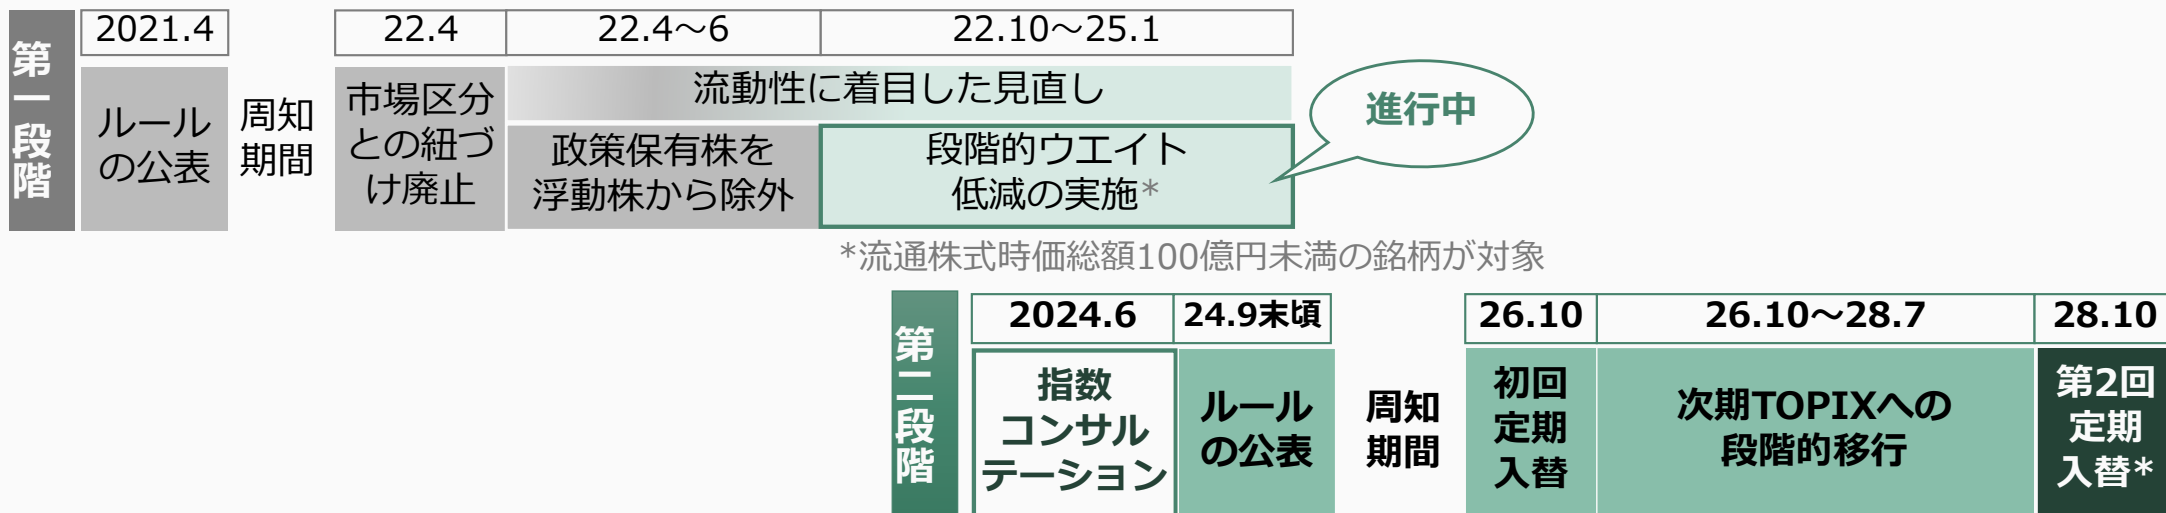 第一段階
2021.4
22.4
22.4～6
22.10～25.1
ルール
の公表
周知
期間
市場区分
との紐づ
け廃止
流動性に着目した見直し
政策保有株を
浮動株から除外
段階的ウエイト
低減の実施*
進行中
*流通株式時価総額100億円未満の銘柄が対象
第二段階
2024.6
24.9末頃
26.10
26.10～28.7
28.10
指数
コンサル
テーション
ルール
の公表
周知
期間
初回
定期
入替
次期TOPIXへの
段階的移行
第2回
定期
入替*